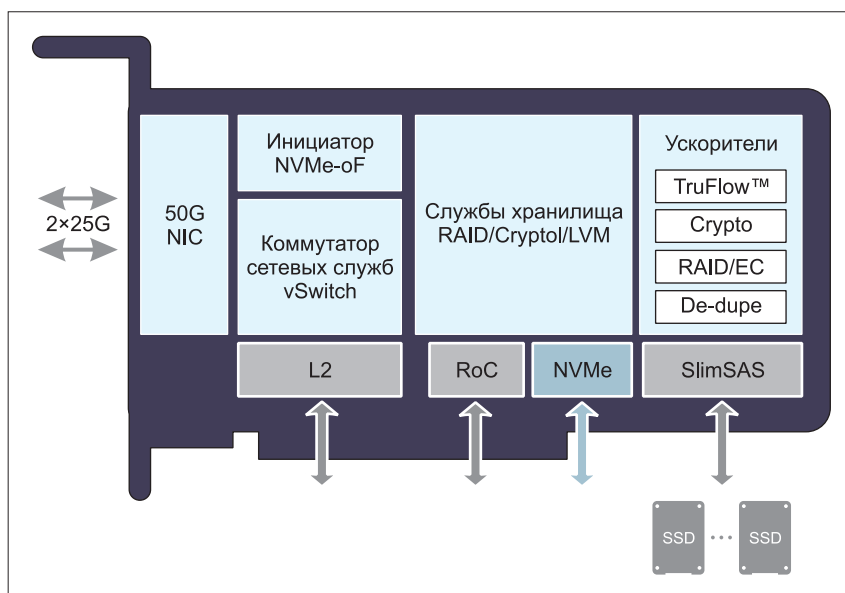 2×25G
50G
NIC
Инициатор
NVMe-oF
Коммутатор
сетевых служб
vSwitch
Службы хранилища
RAID/Cryptol/LVM
Ускорители
TruFlow™
Crypto
RAID/EC
De-dupe
L2
RoC
NVMe
SlimSAS
SSD
...
SSD